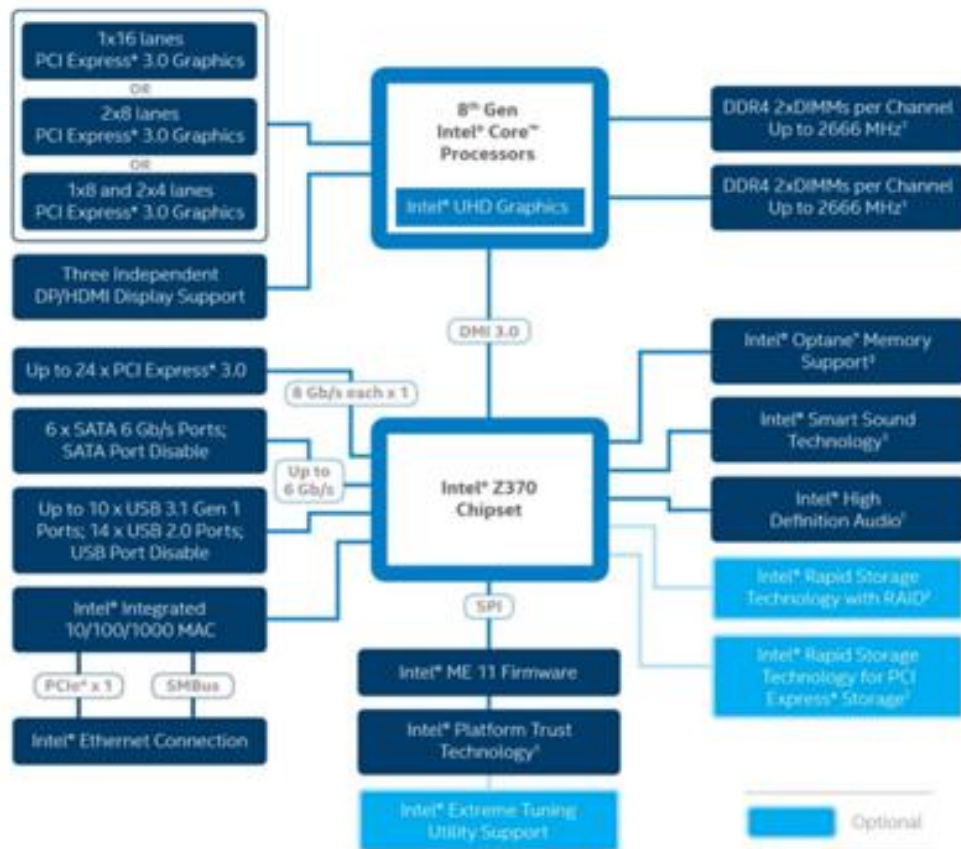 1x16 lanes
PCI Express* 3.0 Graphics
OR
2x8 lanes
PCI Express* 3.0 Graphics
OR
1x8 and 2x4 lanes
PCI Express* 3.0 Graphics
Three Independent
DP/HDMI Display Support
8th Gen
Intel® Core™
Processors
Intel® UHD Graphics
DDR4 2xDIMMs per Channel
Up to 2666 MHz
DDR4 2xDIMMs per Channel
Up to 2666 MHz
DMI 3.0
Up to 24 x PCI Express* 3.0
8 Gb/s each x 1
6 x SATA 6 Gb/s Ports;
SATA Port Disable
Up to
6 Gb/s
Up to 10 x USB 3.1 Gen 1
Ports; 14 x USB 2.0 Ports;
USB Port Disable
Intel® Integrated
10/100/1000 MAC
PCIe* x 1
SMBus
Intel® Ethernet Connection
Intel® Z370
Chipset
SPI
Intel® ME 11 Firmware
Intel® Platform Trust
Technology
Intel® Extreme Tuning
Utility Support
Intel® Optane™ Memory
Support
Intel® Smart Sound
Technology
Intel® High
Definition Audio
Intel® Rapid Storage
Technology with RAID
Intel® Rapid Storage
Technology for PCI
Express* Storage
Optional